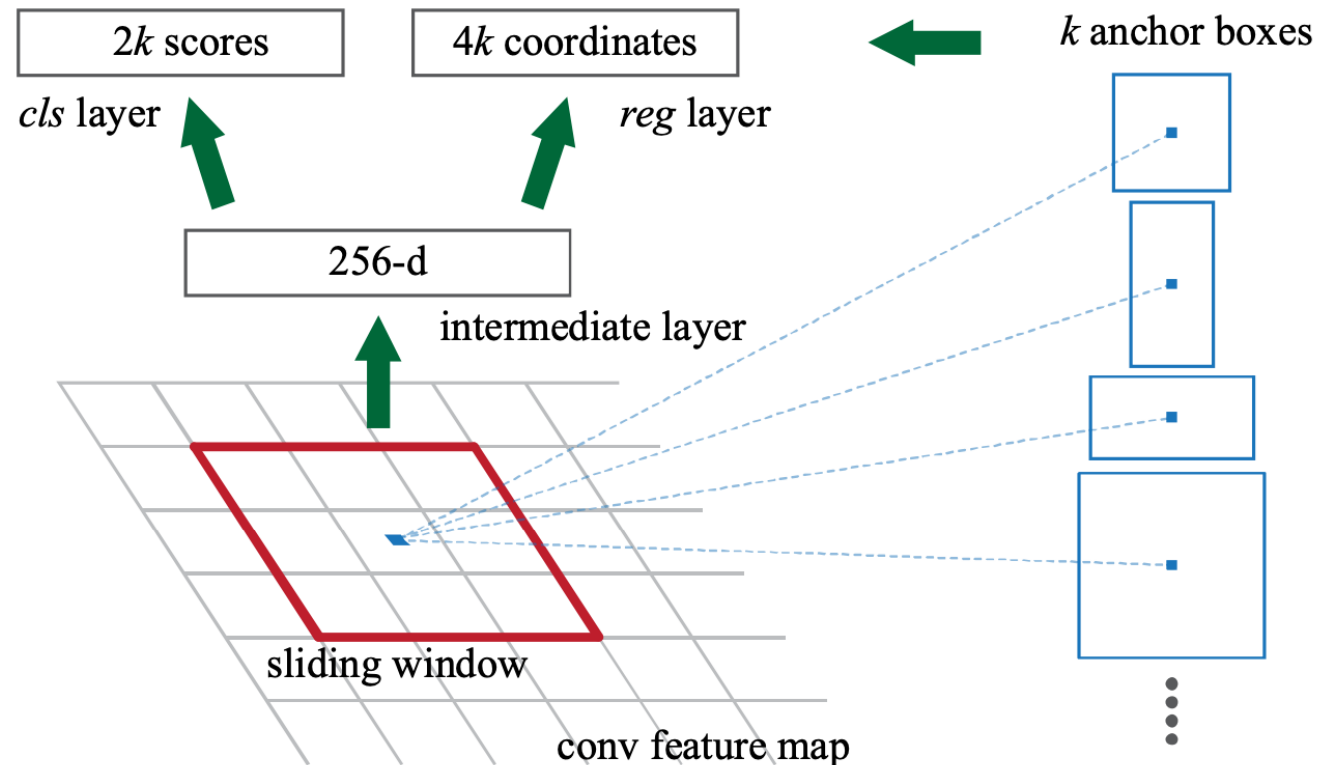 2k scores
4k coordinates
k anchor boxes
cls layer
reg layer
256-d
intermediate layer
sliding window
conv feature map